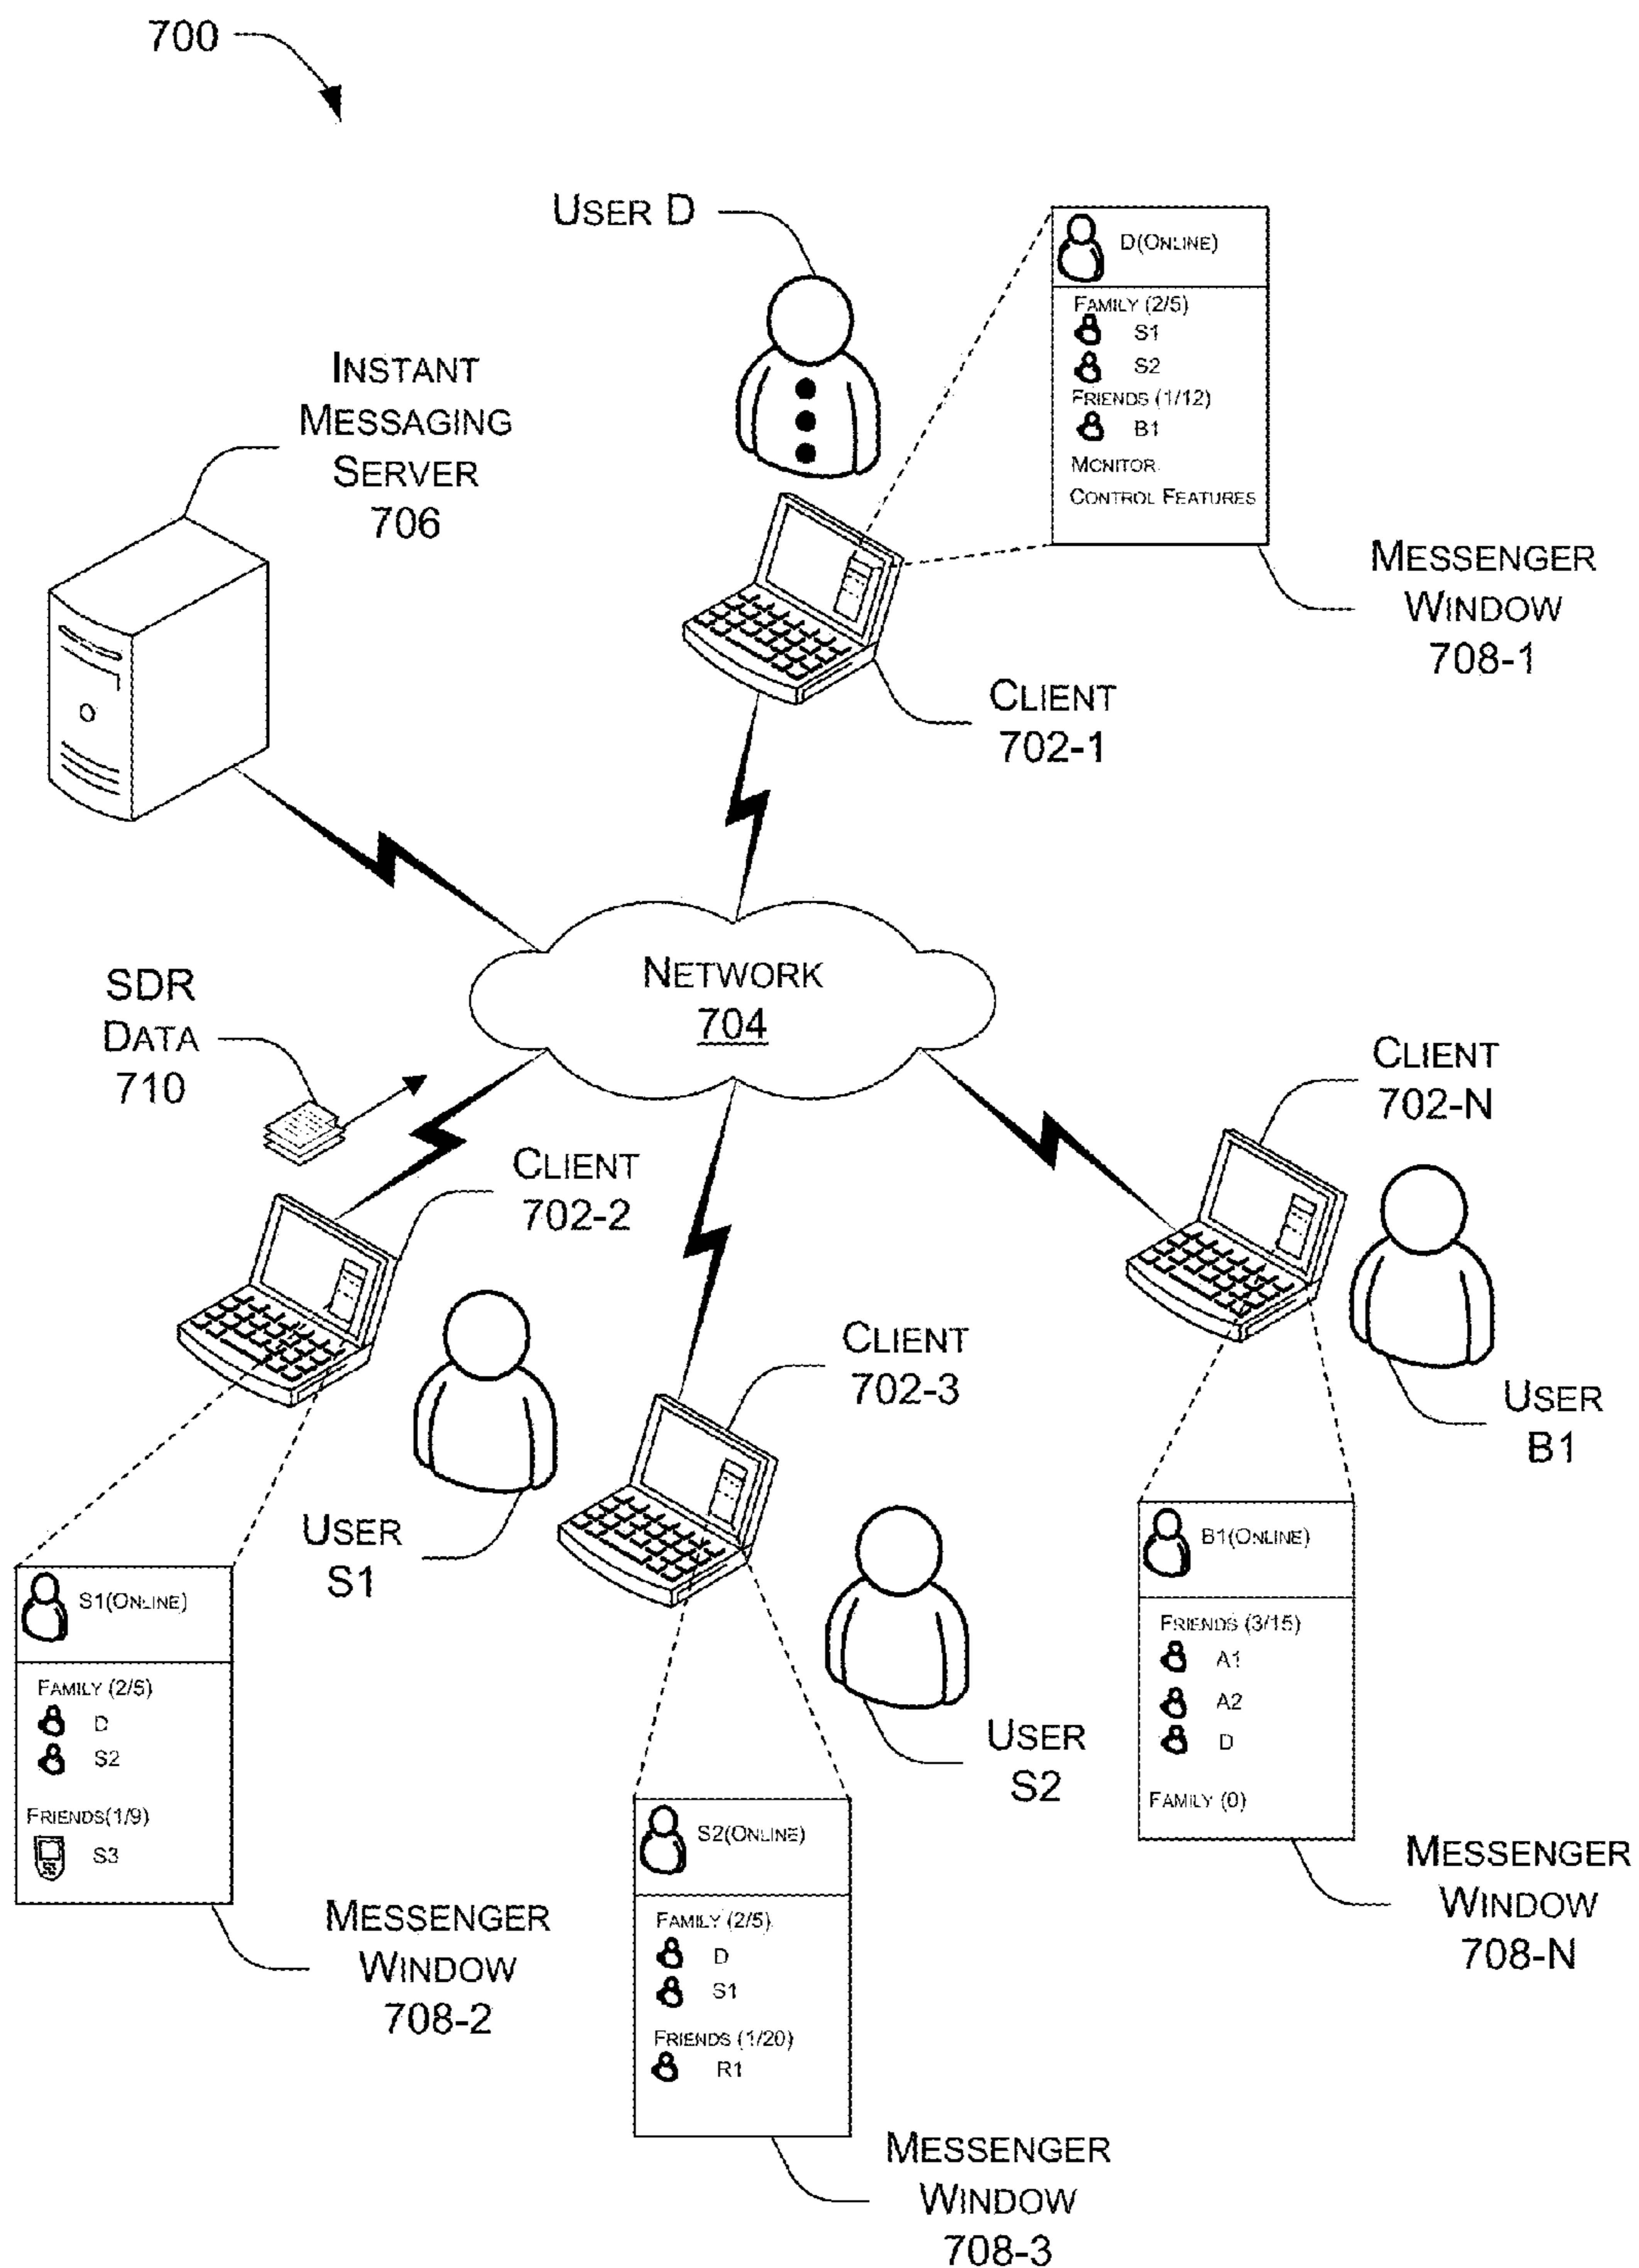 700
USER D
D(ONLINE)
FAMILY (2/5)
S1
S2
FRIENDS (1/12)
B1
MONITOR
CONTROL FEATURES
MESSENGER
WINDOW
708-1
INSTANT
MESSAGING
SERVER
706
CLIENT
702-1
NETWORK
704
SDR
DATA
710
CLIENT
702-2
CLIENT
702-N
CLIENT
702-3
USER
B1
USER
S1
USER
S2
S1(ONLINE)
FAMILY (2/5)
D
S2
FRIENDS(1/9)
S3
MESSENGER
WINDOW
708-2
S2(ONLINE)
FAMILY (2/5)
D
S1
FRIENDS (1/20)
R1
MESSENGER
WINDOW
708-3
B1(ONLINE)
FRIENDS (3/15)
A1
A2
D
FAMILY (0)
MESSENGER
WINDOW
708-N